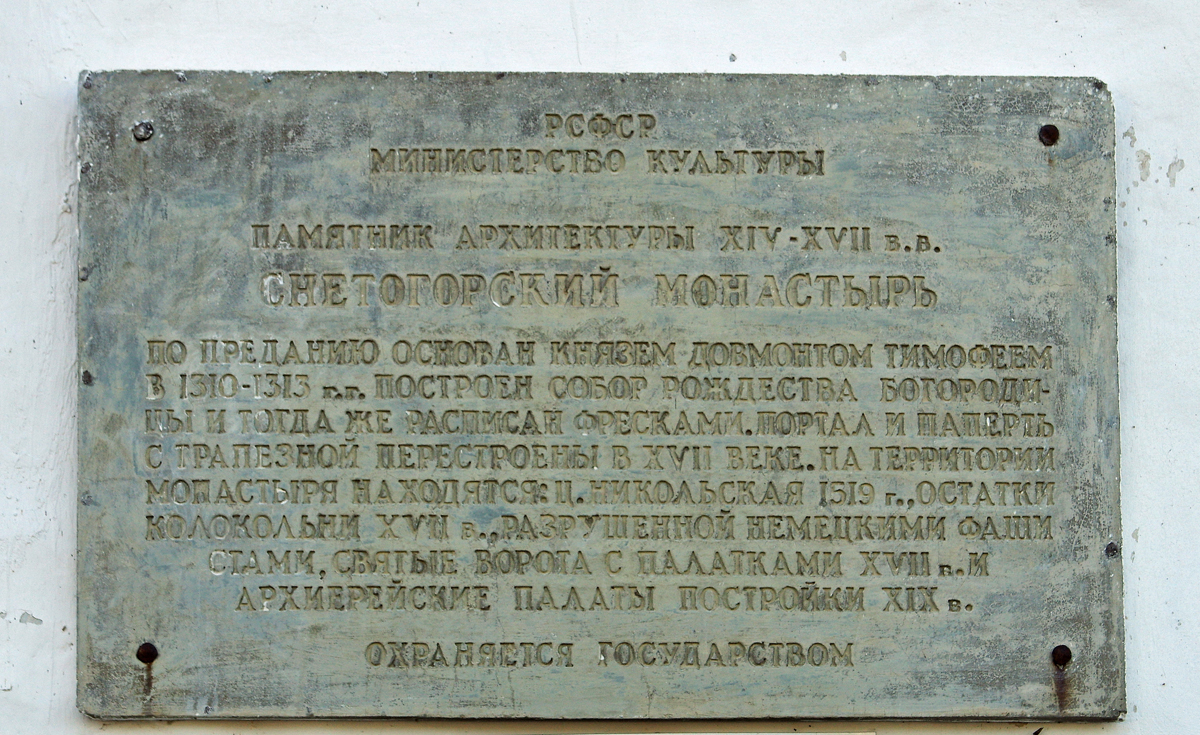 РСФСР
МИНИСТЕРСТВО КУЛЬТУРЫ
ПАМЯТНИК АРХИТЕКТУРЫ XIV-XVII В.В.
СНЕТОГОРСКИЙ МОНАСТЫРЬ
ПО ПРЕДАНИЮ ОСНОВАН КНЯЗЕМ ДОВМОНТОМ ТИМОФЕЕМ
В 1310-1313 Г.Г. ПОСТРОЕН СОБОР РОЖДЕСТВА БОГОРОДИ-
ЦЫ И ТОГДА ЖЕ РАСПИСАН ФРЕСКАМИ. ПОРТАЛ И ПАПЕРТЬ
С ТРАПЕЗНОЙ ПЕРЕСТРОЕНЫ В XVII ВЕКЕ. НА ТЕРРИТОРИИ
МОНАСТЫРЯ НАХОДЯТСЯ: Ц. НИКОЛЬСКАЯ 1519 Г., ОСТАТКИ
КОЛОКОЛЬНИ XVII В., РАЗРУШЕННОЙ НЕМЕЦКИМИ ФАШИ
СТАМИ, СВЯТЫЕ ВОРОТА С ПАЛАТКАМИ XVII В. И
АРХИЕРЕЙСКИЕ ПАЛАТЫ ПОСТРОЙКИ XIX В.
ОХРАНЯЕТСЯ ГОСУДАРСТВОМ